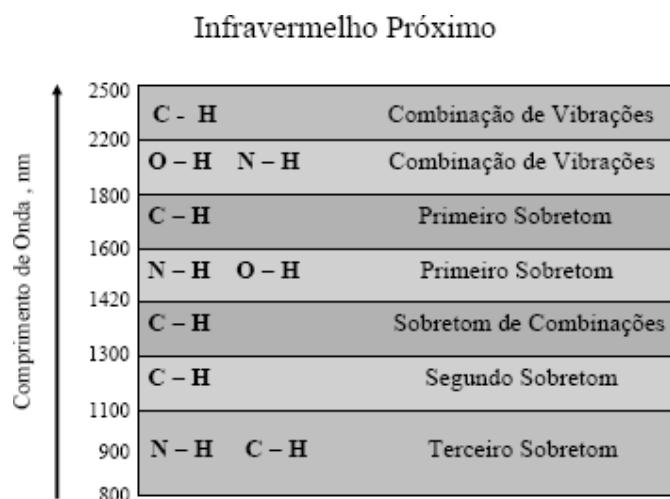 Infravermelho Próximo
Comprimento de Onda , nm
2500
C - H Combinação de Vibrações
2200
O – H N – H Combinação de Vibrações
1800
C – H Primeiro Sobretom
1600
N – H O – H Primeiro Sobretom
1420
C – H Sobretom de Combinações
1300
C – H Segundo Sobretom
1100
900 N – H C – H Terceiro Sobretom
800